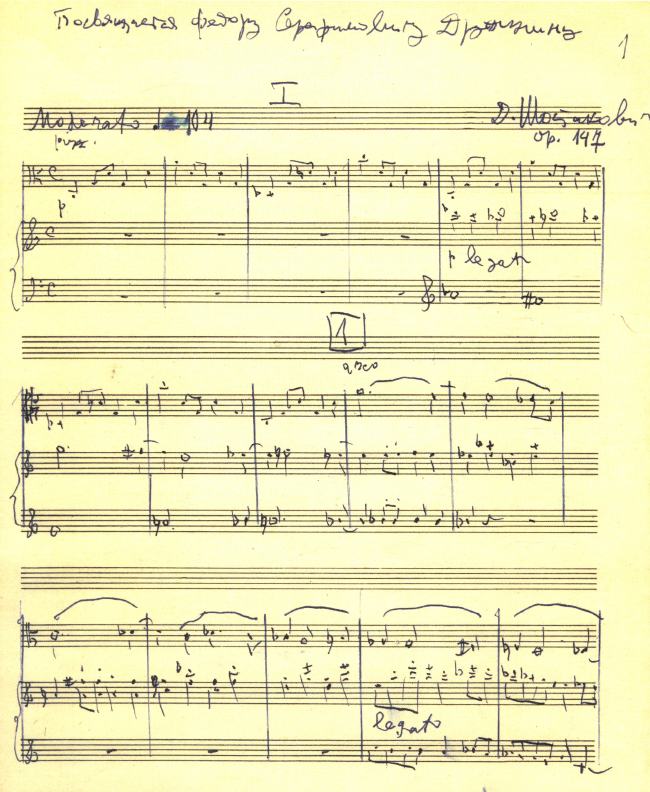 Посвящается Федору Серафимовичу Дружинину
1
I
Moderato ♩= 104
Д. Шостакович
pizz.
op. 147
p
p legato
1
arco
legato